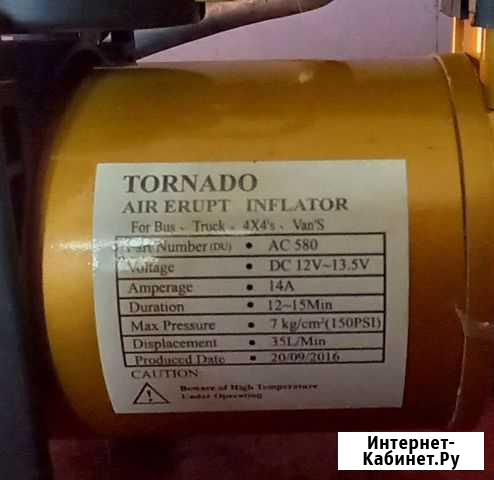 TORNADO
AIR ERUPT INFLATOR
For Bus、Truck、4X4's、Van'S
Part Number (DU) • AC 580
Voltage • DC 12V~13.5V
Amperage • 14A
Duration • 12~15Min
Max Pressure • 7 kg/cm²(150PSI)
Displacement • 35L/Min
Produced Date • 20/09/2016
CAUTION:
Beware of High Temperature
Under Operating
Интернет-
Кабинет.Ру